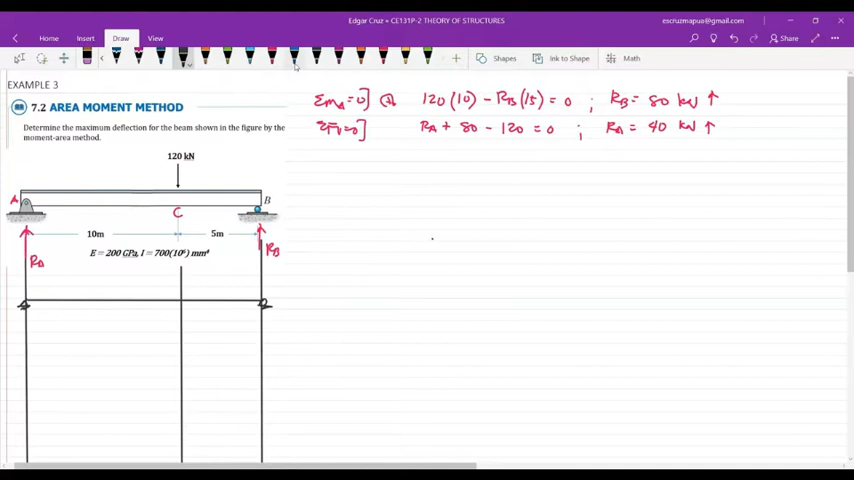 Edgar Cruz • CE131P-2 THEORY OF STRUCTURES
escruzmapua@gmail.com
Home Insert Draw View
Share
Shapes Ink to Shape Math
EXAMPLE 3
7.2 AREA MOMENT METHOD
Determine the maximum deflection for the beam shown in the figure by the
moment-area method.
120 kN
A
B
C
10m 5m
RA
RB
E = 200 GPa, I = 700(10⁶) mm⁴
ΣMA=0] 120(10) - RB(15) = 0 ; RB = 80 kN ↑
ΣFV=0] RA + 80 - 120 = 0 ; RA = 40 kN ↑